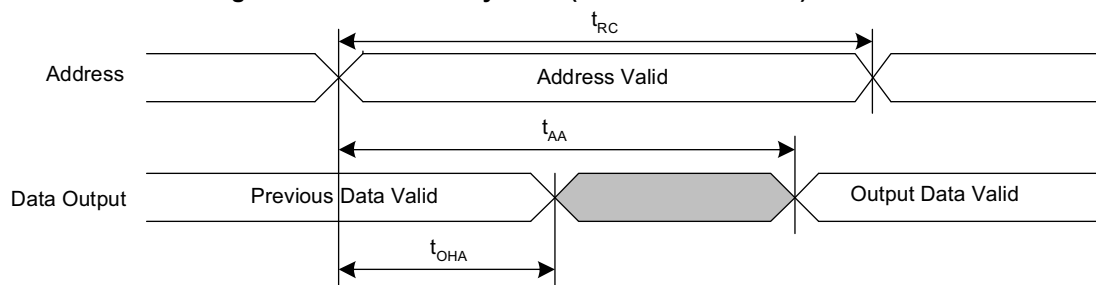 t_RC
Address
Address Valid
t_AA
Data Output
Previous Data Valid
Output Data Valid
t_OHA